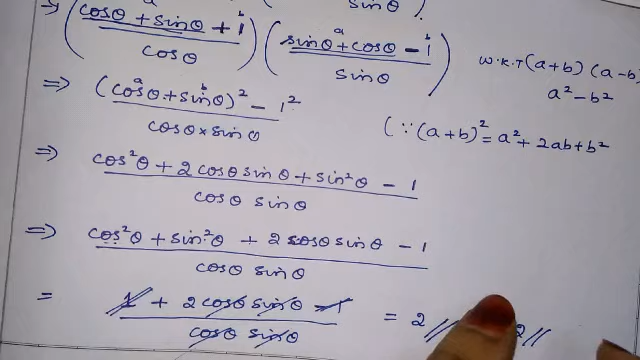 sinθ ).
=> (cosθ + sinθ + 1 / cosθ) (sinθ + cosθ - 1 / sinθ)
w.k.T (a+b) (a-b)
a² - b²
=> (cosθ + sinθ)² - 1² / cosθ × sinθ
(∵ (a+b)² = a² + 2ab + b²
=> cos²θ + 2 cosθ sinθ + sin²θ - 1 / cosθ sinθ
=> cos²θ + sin²θ + 2 cosθ sinθ - 1 / cosθ sinθ
= 1 + 2 cosθ sinθ - 1 / cosθ sinθ = 2// 2//